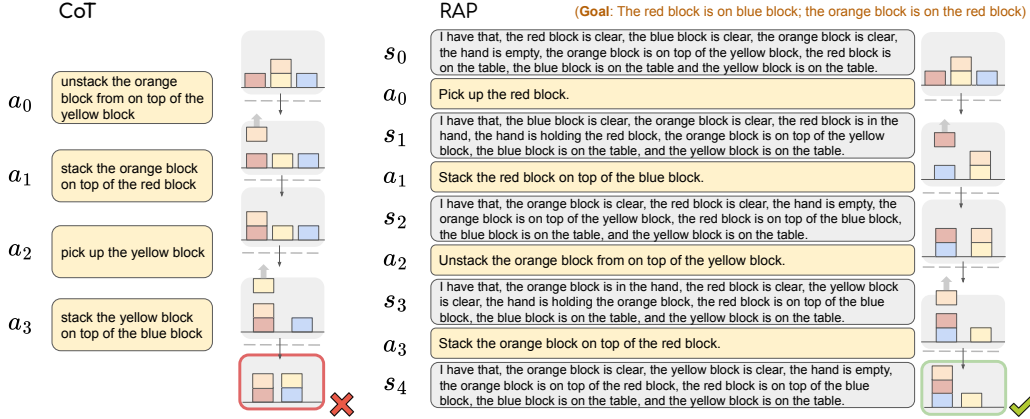 CoT
a0
unstack the orange
block from on top of the
yellow block
a1
stack the orange block
on top of the red block
a2
pick up the yellow block
a3
stack the yellow block
on top of the blue block
RAP
(Goal: The red block is on blue block; the orange block is on the red block)
s0
I have that, the red block is clear, the blue block is clear, the orange block is clear,
the hand is empty, the orange block is on top of the yellow block, the red block is
on the table, the blue block is on the table and the yellow block is on the table.
a0
Pick up the red block.
s1
I have that, the blue block is clear, the orange block is clear, the red block is in the
hand, the hand is holding the red block, the orange block is on top of the yellow
block, the blue block is on the table, and the yellow block is on the table.
a1
Stack the red block on top of the blue block.
s2
I have that, the orange block is clear, the red block is clear, the hand is empty, the
orange block is on top of the yellow block, the red block is on top of the blue block,
the blue block is on the table, and the yellow block is on the table.
a2
Unstack the orange block from on top of the yellow block.
s3
I have that, the orange block is in the hand, the red block is clear, the yellow block
is clear, the hand is holding the orange block, the red block is on top of the blue
block, the blue block is on the table, and the yellow block is on the table.
a3
Stack the orange block on top of the red block.
s4
I have that, the orange block is clear, the yellow block is clear, the hand is empty,
the orange block is on top of the red block, the red block is on top of the blue
block, the blue block is on the table, and the yellow block is on the table.